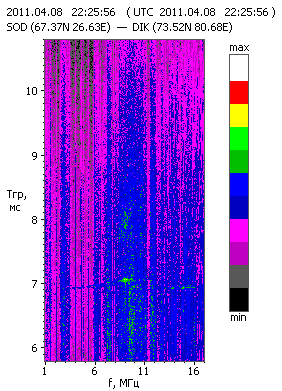 2011.04.08 22:25:56 (UTC 2011.04.08 22:25:56)
SOD (67.37N 26.63E) — DIK (73.52N 80.68E)
max
10
9
Tгр,
мс
8
7
6
min
1 6 11 16
f, МГц